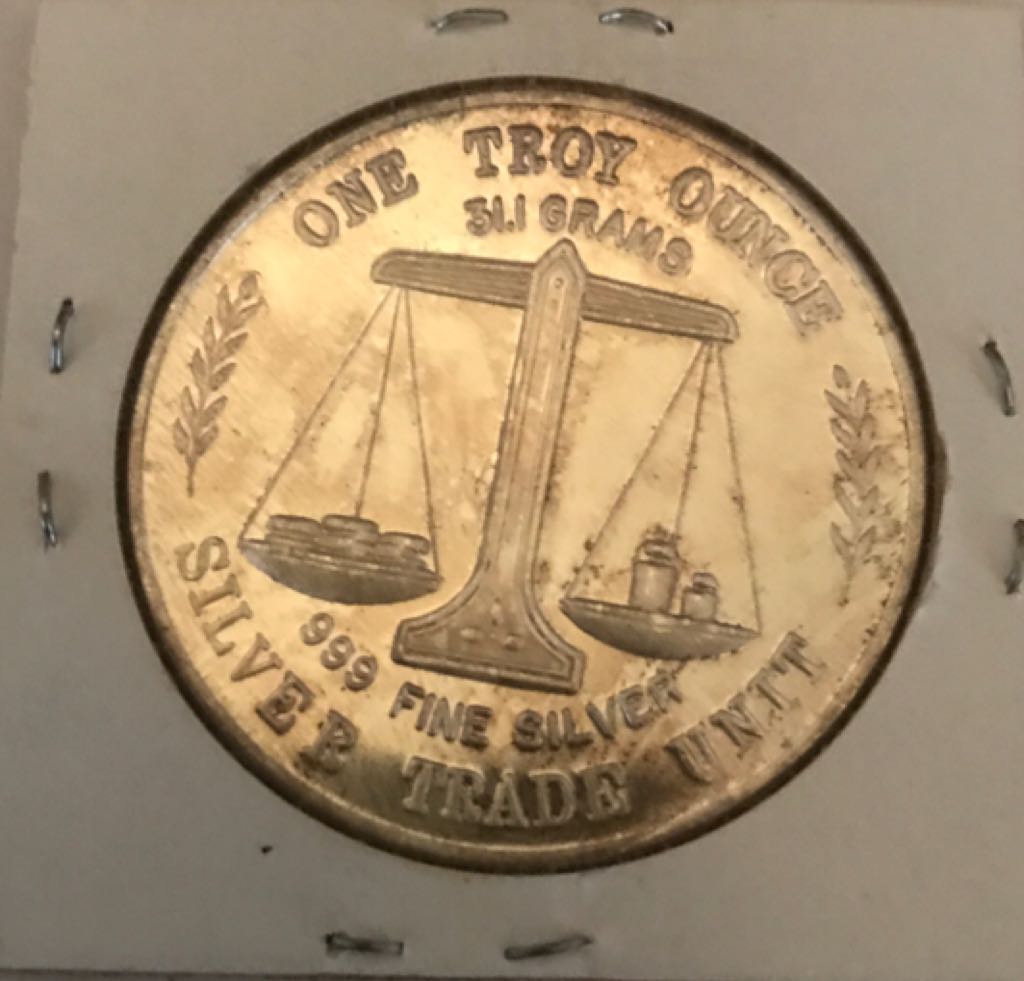 ONE TROY OUNCE
31.1 GRAMS
999 FINE SILVER
SILVER TRADE UNIT